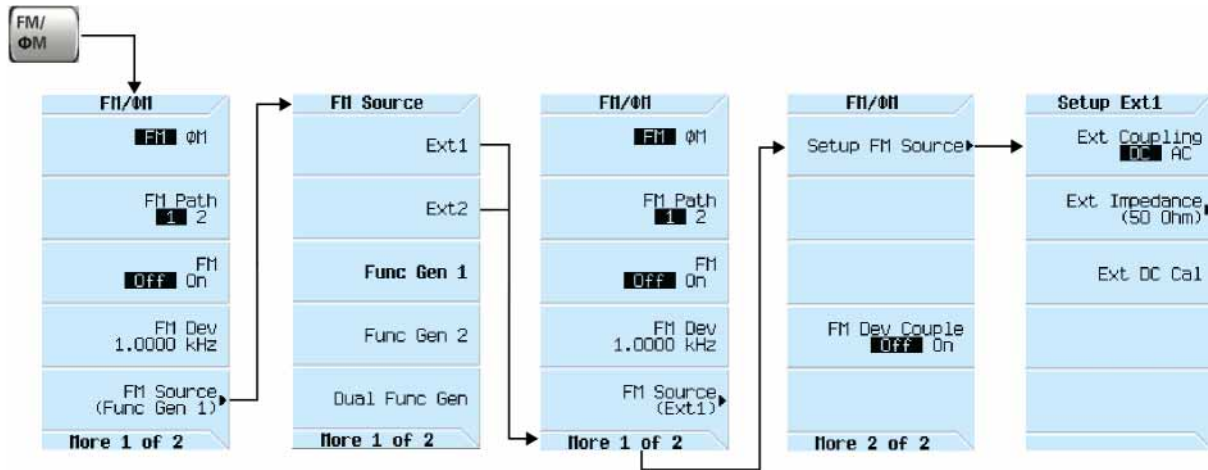 FM/
ΦM
FM/ΦM
FM ΦM
FM Path
1 2
FM
Off On
FM Dev
1.0000 kHz
FM Source
(Func Gen 1)
More 1 of 2
FM Source
Ext1
Ext2
Func Gen 1
Func Gen 2
Dual Func Gen
More 1 of 2
FM/ΦM
FM ΦM
FM Path
1 2
FM
Off On
FM Dev
1.0000 kHz
FM Source
(Ext1)
More 1 of 2
FM/ΦM
Setup FM Source
FM Dev Couple
Off On
More 2 of 2
Setup Ext1
Ext Coupling
DC AC
Ext Impedance
(50 Ohm)
Ext DC Cal